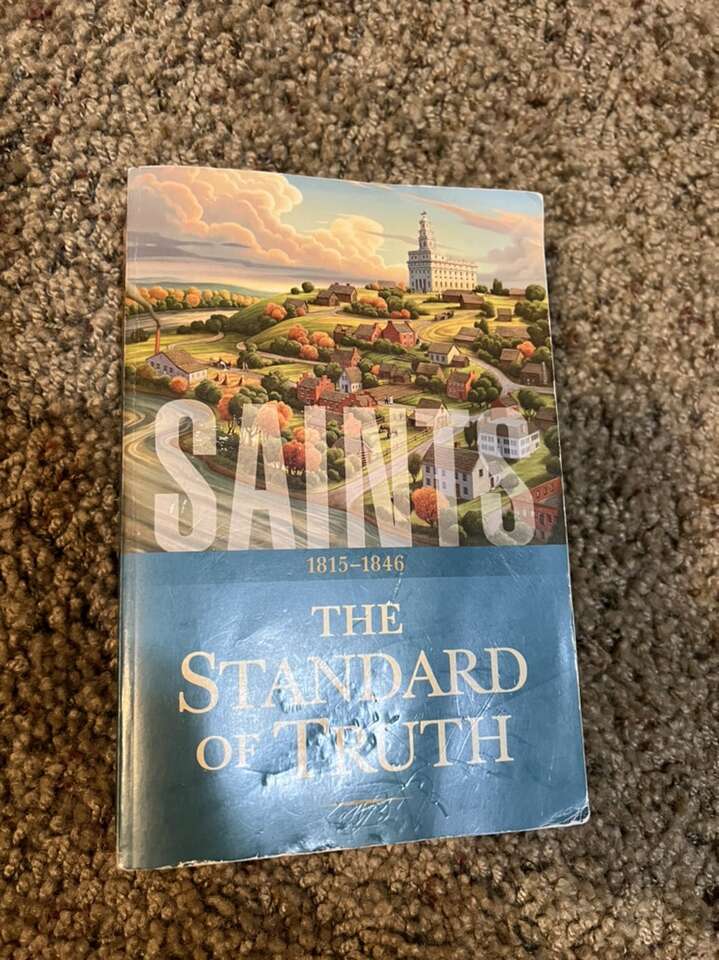 SAINTS
1815–1846
THE
STANDARD
OF TRUTH